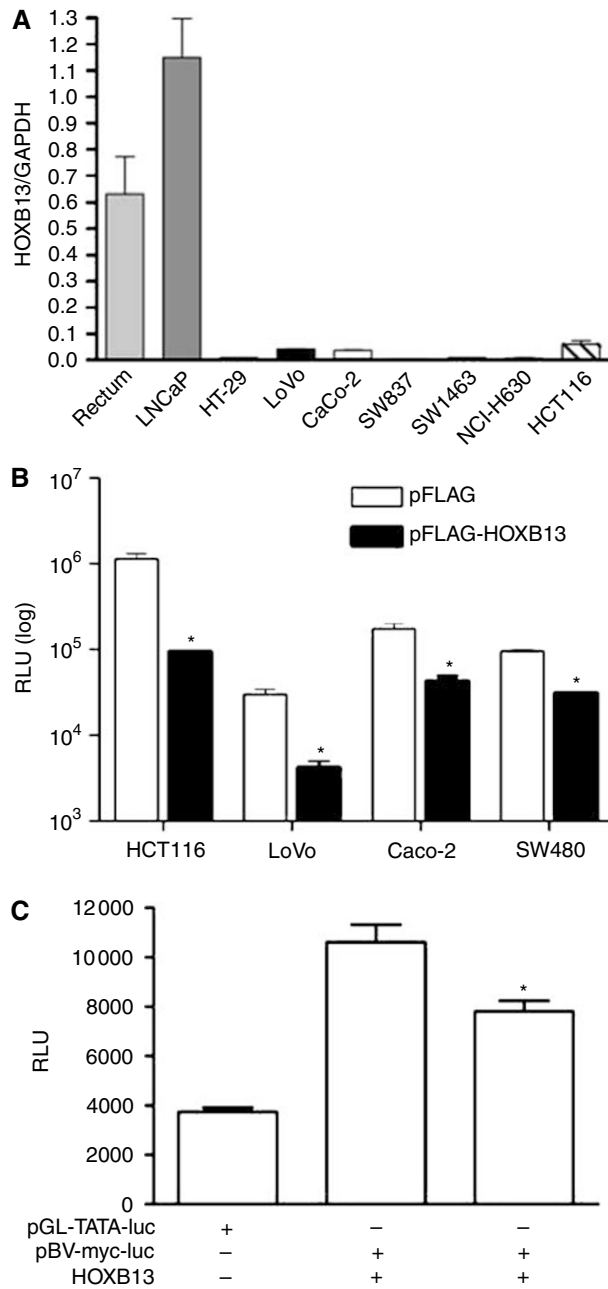 A
HOXB13/GAPDH
1.3
1.2
1.1
1.0
0.9
0.8
0.7
0.6
0.5
0.4
0.3
0.2
0.1
0.0
Rectum
LNCaP
HT-29
LoVo
CaCo-2
SW837
SW1463
NCI-H630
HCT116
B
RLU (log)
10^7
10^6
10^5
10^4
10^3
pFLAG
pFLAG-HOXB13
*
*
*
*
HCT116 LoVo Caco-2 SW480
C
RLU
12 000
10 000
8000
6000
4000
2000
0
*
pGL-TATA-luc + – –
pBV-myc-luc – + +
HOXB13 – + +